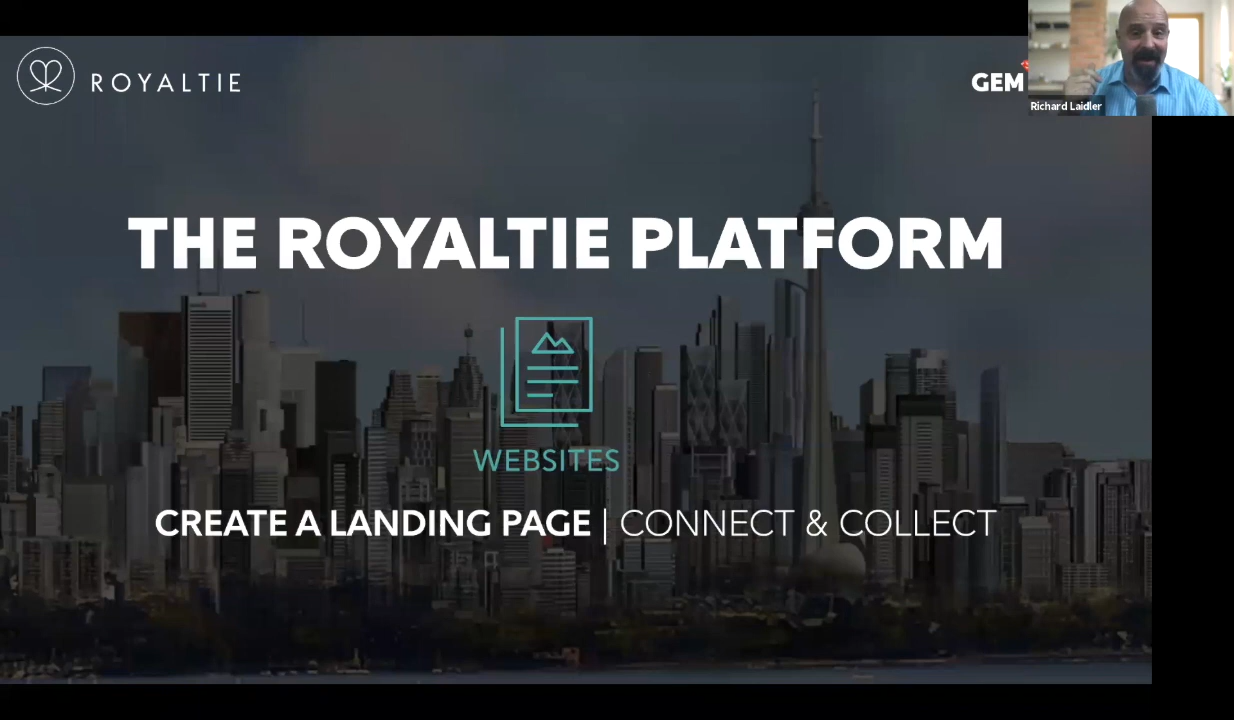 ROYALTIE
GEM
Richard Laidler
THE ROYALTIE PLATFORM
WEBSITES
CREATE A LANDING PAGE | CONNECT & COLLECT